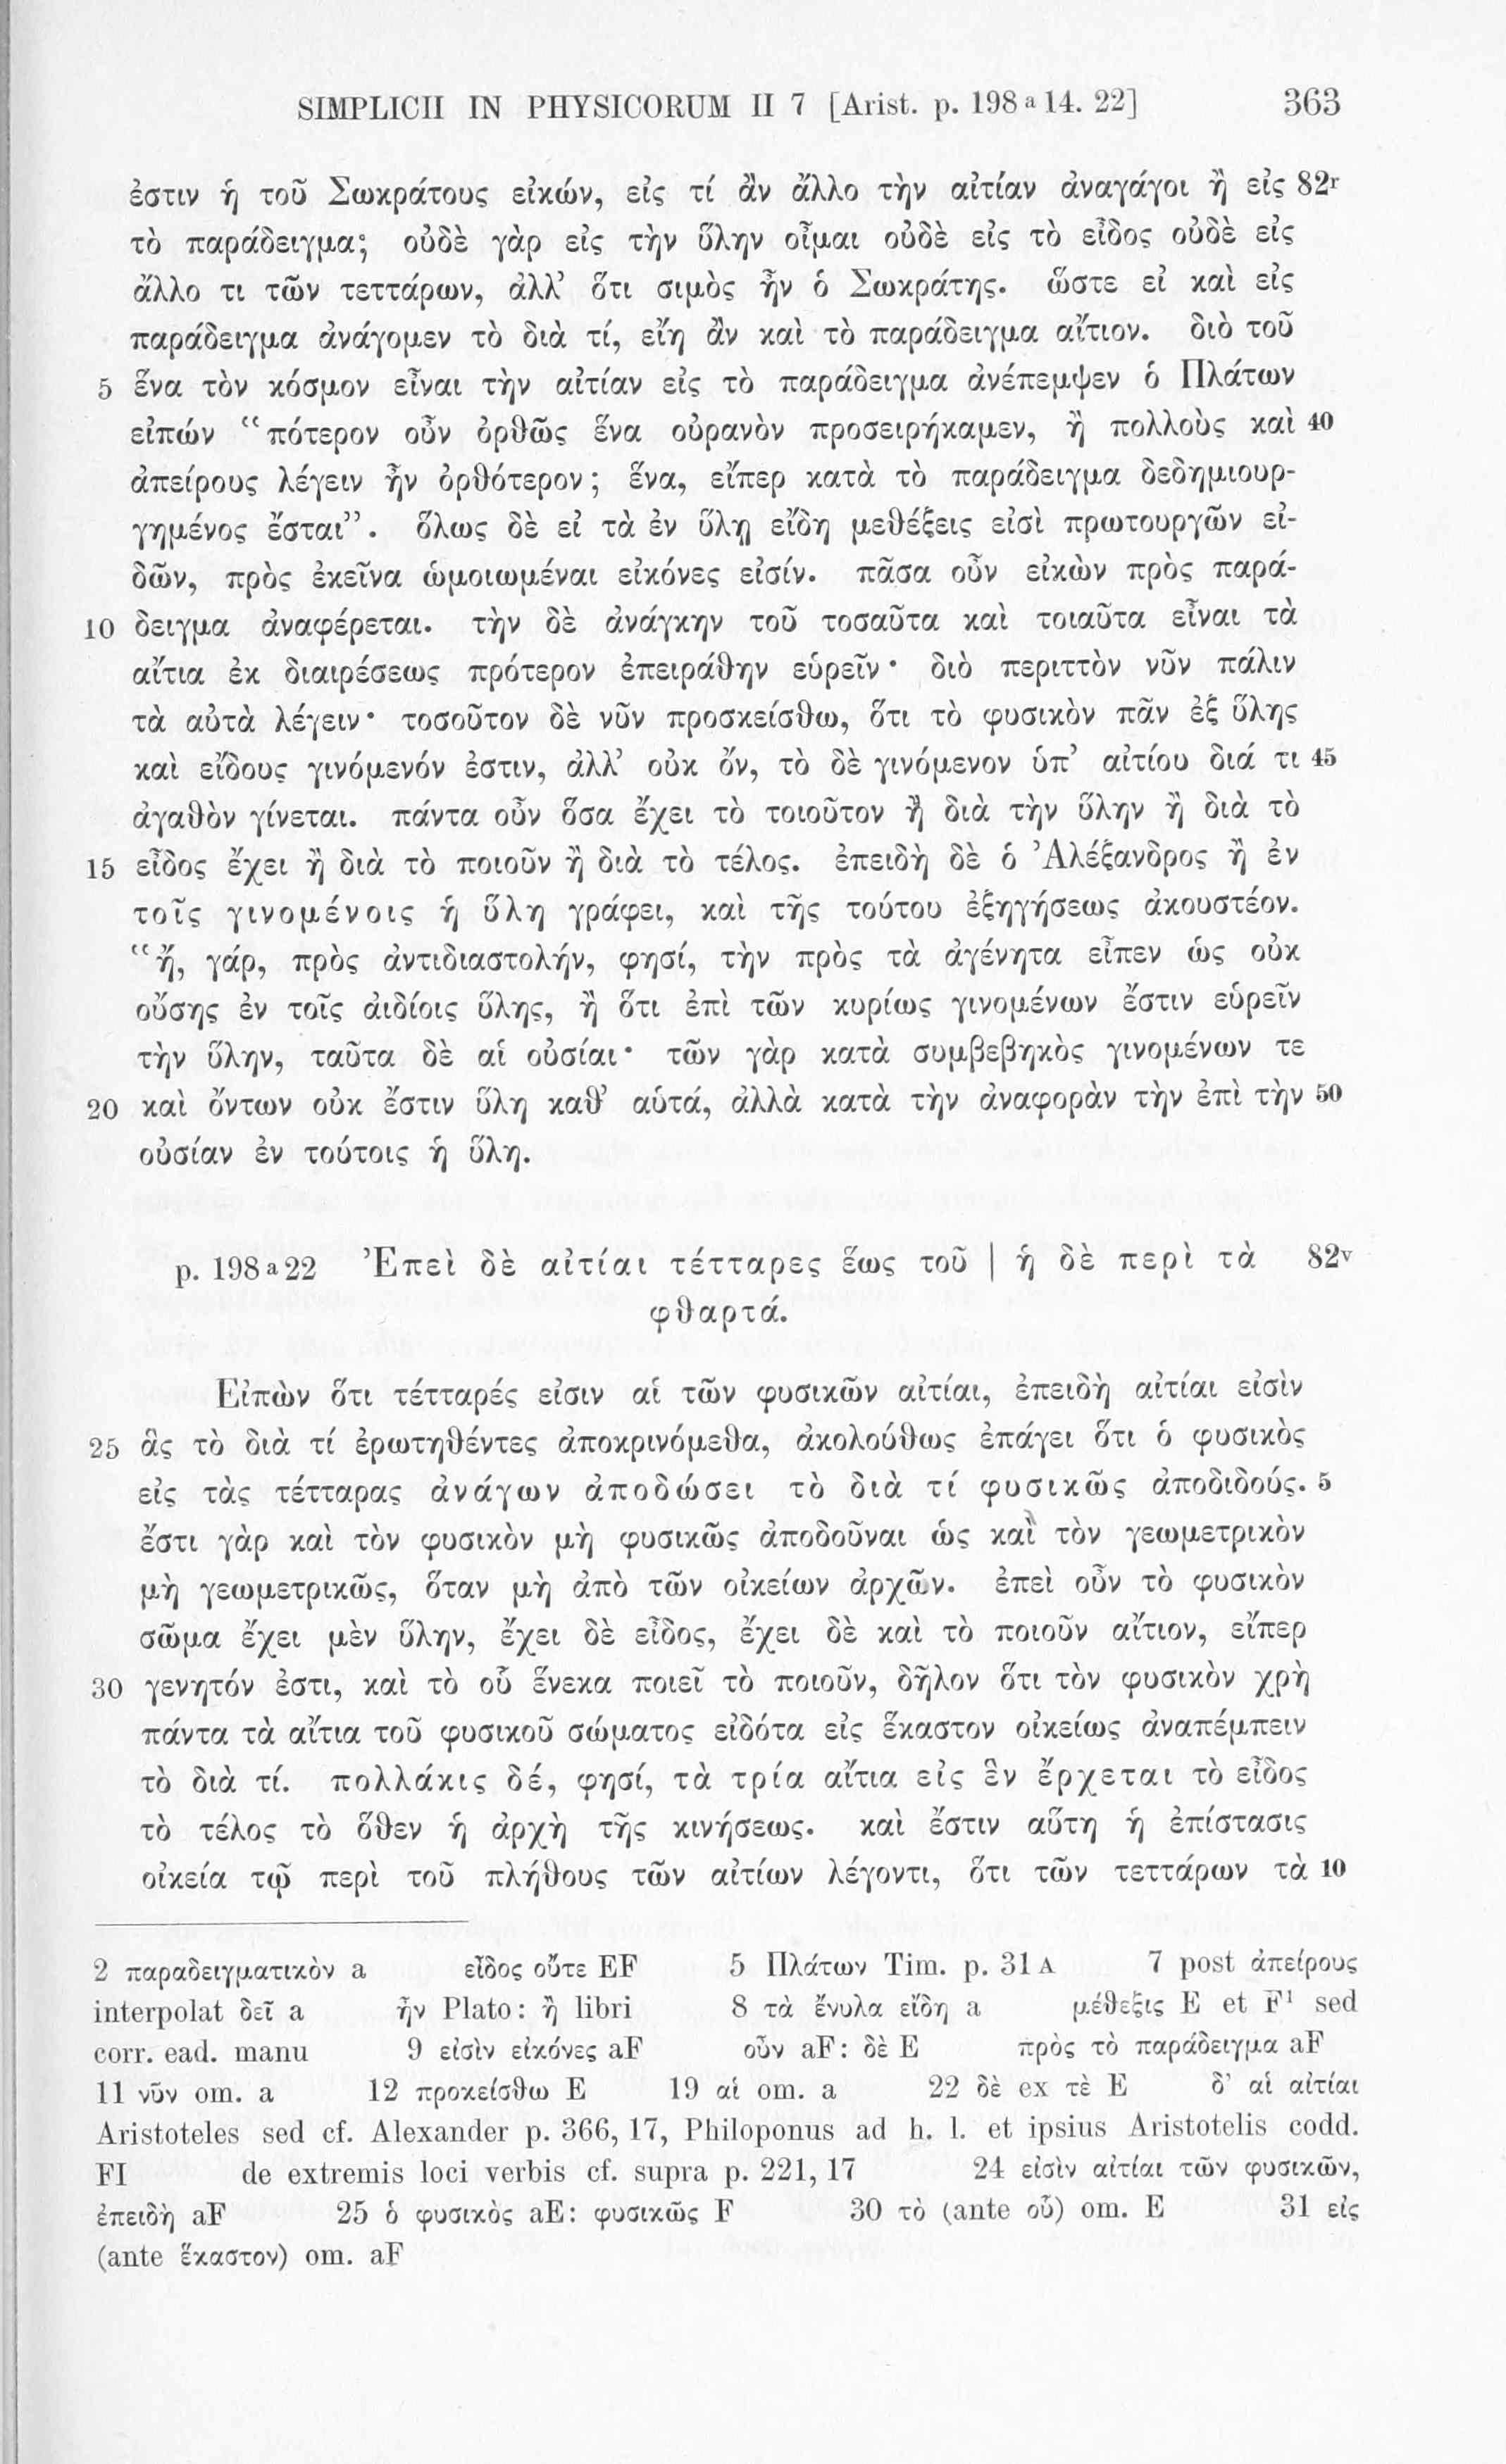 SIMPLICII IN PHYSICORUM II 7 [Arist. p. 198 a 14. 22] 363
ἐστιν ἡ τοῦ Σωκράτους εἰκών, εἰς τί ἂν ἄλλο τὴν αἰτίαν ἀναγάγοι ἢ εἰς 82r
τὸ παράδειγμα; οὐδὲ γὰρ εἰς τὴν ὕλην οἶμαι οὐδὲ εἰς τὸ εἶδος οὐδὲ εἰς
ἄλλο τι τῶν τεττάρων, ἀλλ’ ὅτι σιμὸς ἦν ὁ Σωκράτης. ὥστε εἰ καὶ εἰς
παράδειγμα ἀνάγομεν τὸ διὰ τί, εἴη ἂν καὶ τὸ παράδειγμα αἴτιον. διὸ τοῦ
5 ἕνα τὸν κόσμον εἶναι τὴν αἰτίαν εἰς τὸ παράδειγμα ἀνέπεμψεν ὁ Πλάτων
εἰπών “πότερον οὖν ὀρθῶς ἕνα οὐρανὸν προσειρήκαμεν, ἢ πολλοὺς καὶ 40
ἀπείρους λέγειν ἦν ὀρθότερον; ἕνα, εἴπερ κατὰ τὸ παράδειγμα δεδημιουρ-
γημένος ἔσται”. ὅλως δὲ εἰ τὰ ἐν ὕλῃ εἴδη μεθέξεις εἰσὶ πρωτουργῶν εἰ-
δῶν, πρὸς ἐκεῖνα ὡμοιωμέναι εἰκόνες εἰσίν. πᾶσα οὖν εἰκὼν πρὸς παρά-
10 δειγμα ἀναφέρεται. τὴν δὲ ἀνάγκην τοῦ τοσαῦτα καὶ τοιαῦτα εἶναι τὰ
αἴτια ἐκ διαιρέσεως πρότερον ἐπειράθην εὑρεῖν· διὸ περιττὸν νῦν πάλιν
τὰ αὐτὰ λέγειν· τοσοῦτον δὲ νῦν προσκείσθω, ὅτι τὸ φυσικὸν πᾶν ἐξ ὕλης
καὶ εἴδους γινόμενόν ἐστιν, ἀλλ’ οὐκ ὄν, τὸ δὲ γινόμενον ὑπ’ αἰτίου διά τι 45
ἀγαθὸν γίνεται. πάντα οὖν ὅσα ἔχει τὸ τοιοῦτον ἢ διὰ τὴν ὕλην ἢ διὰ τὸ
15 εἶδος ἔχει ἢ διὰ τὸ ποιοῦν ἢ διὰ τὸ τέλος. ἐπειδὴ δὲ ὁ Ἀλέξανδρος ἢ ἐν
τοῖς γινομένοις ἡ ὕλη γράφει, καὶ τῆς τούτου ἐξηγήσεως ἀκουστέον.
“ἤ, γάρ, πρὸς ἀντιδιαστολήν, φησί, τὴν πρὸς τὰ ἀγένητα εἶπεν ὡς οὐκ
οὔσης ἐν τοῖς ἀιδίοις ὕλης, ἢ ὅτι ἐπὶ τῶν κυρίως γινομένων ἔστιν εὑρεῖν
τὴν ὕλην, ταῦτα δὲ αἱ οὐσίαι· τῶν γὰρ κατὰ συμβεβηκὸς γινομένων τε
20 καὶ ὄντων οὐκ ἔστιν ὕλη καθ’ αὑτά, ἀλλὰ κατὰ τὴν ἀναφορὰν τὴν ἐπὶ τὴν 50
οὐσίαν ἐν τούτοις ἡ ὕλη.
p. 198 a 22 Ἐπεὶ δὲ αἰτίαι τέτταρες ἕως τοῦ | ἡ δὲ περὶ τὰ 82v
φθαρτά.
Εἰπὼν ὅτι τέτταρές εἰσιν αἱ τῶν φυσικῶν αἰτίαι, ἐπειδὴ αἰτίαι εἰσὶν
25 ἃς τὸ διὰ τί ἐρωτηθέντες ἀποκρινόμεθα, ἀκολούθως ἐπάγει ὅτι ὁ φυσικὸς
εἰς τὰς τέτταρας ἀνάγων ἀποδώσει τὸ διὰ τί φυσικῶς ἀποδιδούς. 5
ἔστι γὰρ καὶ τὸν φυσικὸν μὴ φυσικῶς ἀποδοῦναι ὡς καὶ τὸν γεωμετρικὸν
μὴ γεωμετρικῶς, ὅταν μὴ ἀπὸ τῶν οἰκείων ἀρχῶν. ἐπεὶ οὖν τὸ φυσικὸν
σῶμα ἔχει μὲν ὕλην, ἔχει δὲ εἶδος, ἔχει δὲ καὶ τὸ ποιοῦν αἴτιον, εἴπερ
30 γενητόν ἐστι, καὶ τὸ οὗ ἕνεκα ποιεῖ τὸ ποιοῦν, δῆλον ὅτι τὸν φυσικὸν χρὴ
πάντα τὰ αἴτια τοῦ φυσικοῦ σώματος εἰδότα εἰς ἕκαστον οἰκείως ἀναπέμπειν
τὸ διὰ τί. πολλάκις δέ, φησί, τὰ τρία αἴτια εἰς ἓν ἔρχεται τὸ εἶδος
τὸ τέλος τὸ ὅθεν ἡ ἀρχὴ τῆς κινήσεως. καὶ ἔστιν αὕτη ἡ ἐπίστασις
οἰκεία τῷ περὶ τοῦ πλήθους τῶν αἰτίων λέγοντι, ὅτι τῶν τεττάρων τὰ 10
2 παραδειγματικὸν a εἶδος οὔτε EF 5 Πλάτων Tim. p. 31 A 7 post ἀπείρους
interpolat δεῖ a ἦν Plato: ἢ libri 8 τὰ ἔνυλα εἴδη a μέθεξις E et F¹ sed
corr. ead. manu 9 εἰσὶν εἰκόνες aF οὖν aF: δὲ E πρὸς τὸ παράδειγμα aF
11 νῦν om. a 12 προκείσθω E 19 αἱ om. a 22 δὲ ex τὲ E δ’ αἱ αἰτίαι
Aristoteles sed cf. Alexander p. 366, 17, Philoponus ad h. l. et ipsius Aristotelis codd.
FI de extremis loci verbis cf. supra p. 221, 17 24 εἰσὶν αἰτίαι τῶν φυσικῶν,
ἐπειδὴ aF 25 ὁ φυσικὸς aE: φυσικῶς F 30 τὸ (ante οὗ) om. E 31 εἰς
(ante ἕκαστον) om. aF